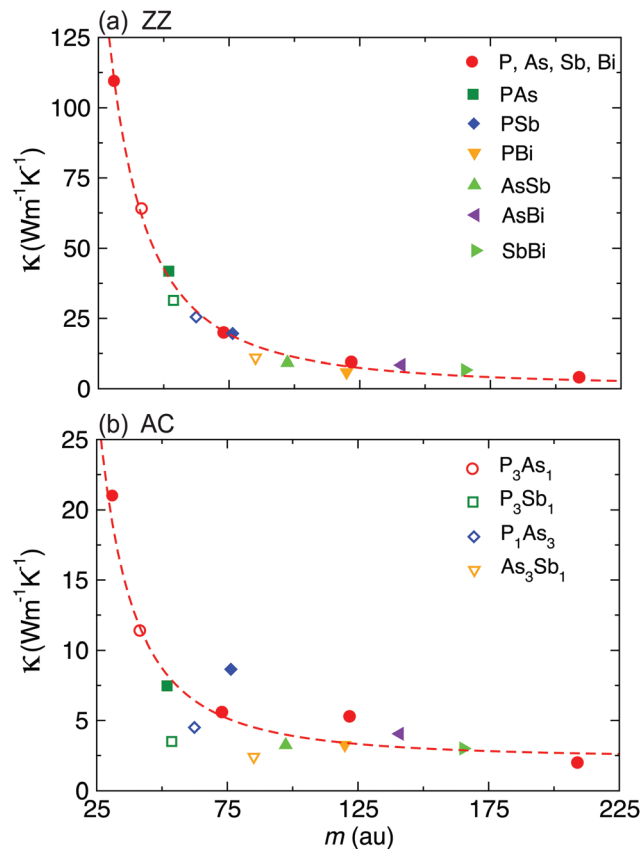 (a) ZZ
125
100
75
50
25
0
κ(Wm⁻¹K⁻¹)
P, As, Sb, Bi
PAs
PSb
PBi
AsSb
AsBi
SbBi
(b) AC
25
20
15
10
5
0
κ(Wm⁻¹K⁻¹)
P₃As₁
P₃Sb₁
P₁As₃
As₃Sb₁
25 75 125 175 225
m (au)